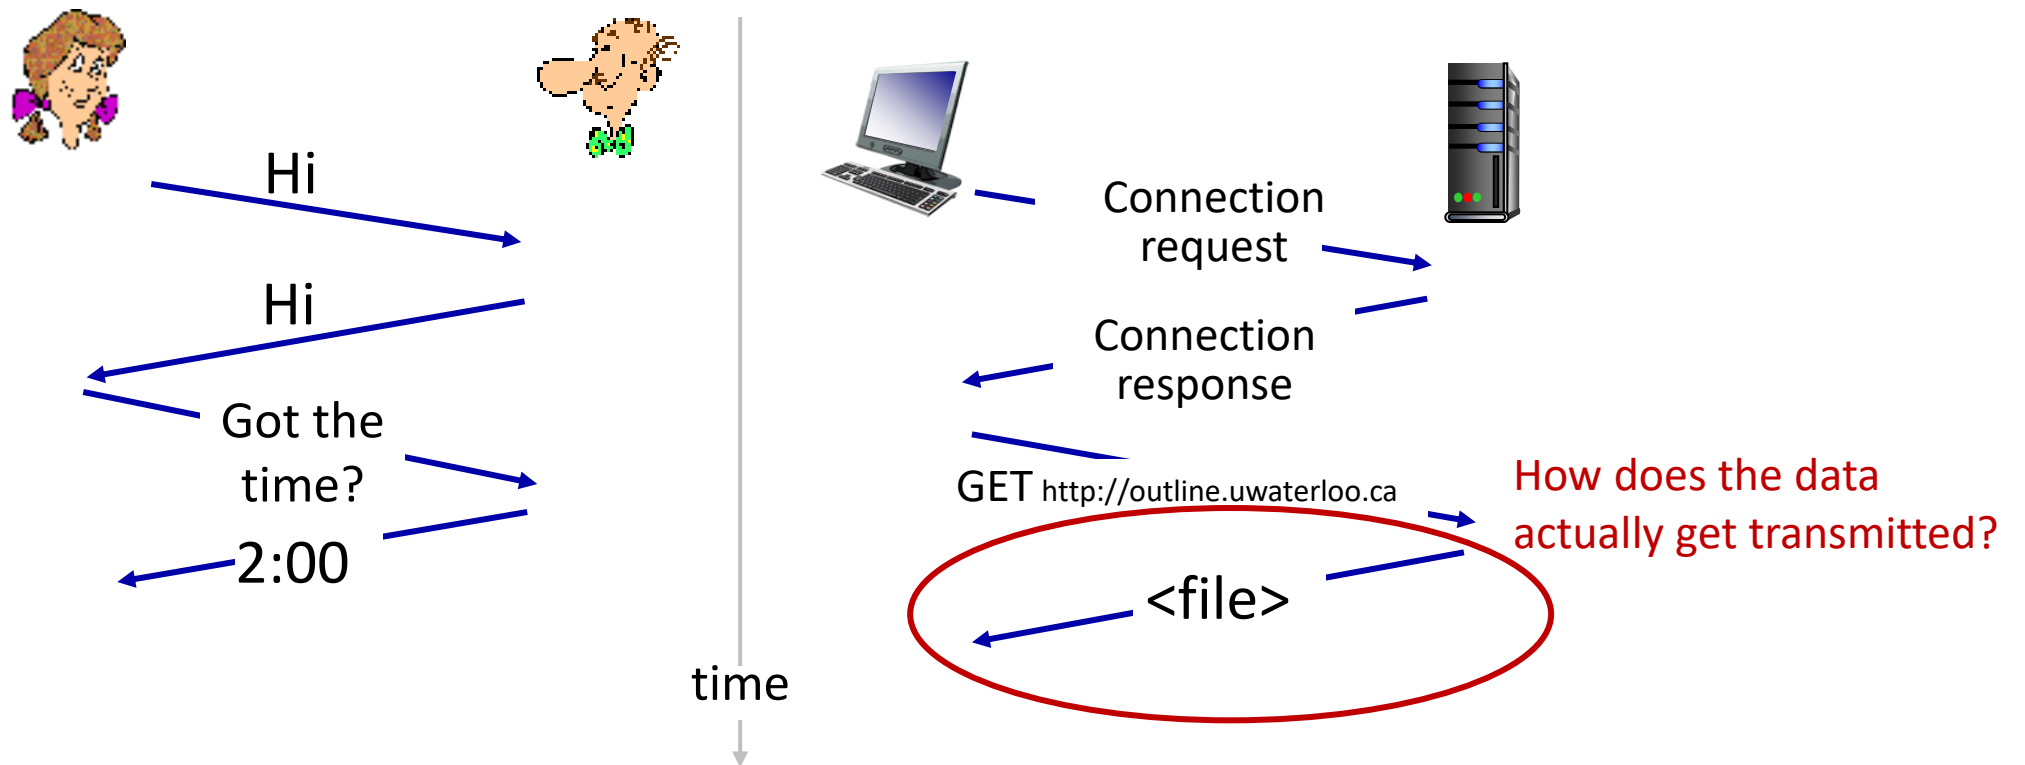 Hi
Hi
Got the
time?
2:00
time
Connection
request
Connection
response
GET http://outline.uwaterloo.ca
<file>
How does the data
actually get transmitted?